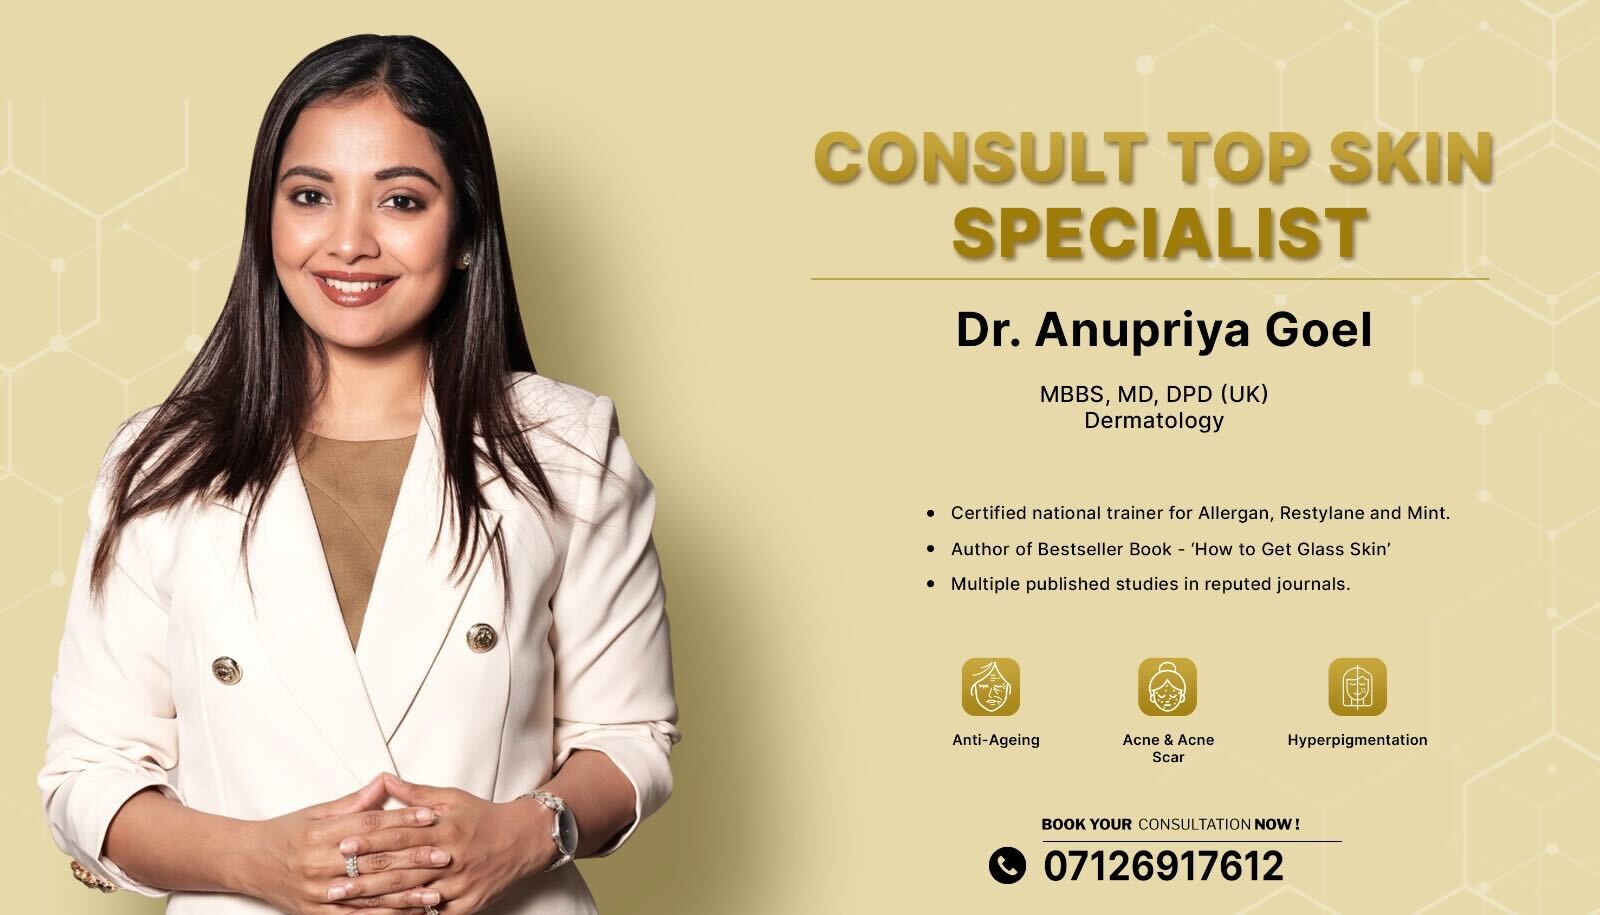 CONSULT TOP SKIN
SPECIALIST
Dr. Anupriya Goel
MBBS, MD, DPD (UK)
Dermatology
• Certified national trainer for Allergan, Restylane and Mint.
• Author of Bestseller Book - ‘How to Get Glass Skin’
• Multiple published studies in reputed journals.
Anti-Ageing
Acne & Acne
Scar
Hyperpigmentation
BOOK YOUR CONSULTATION NOW !
07126917612